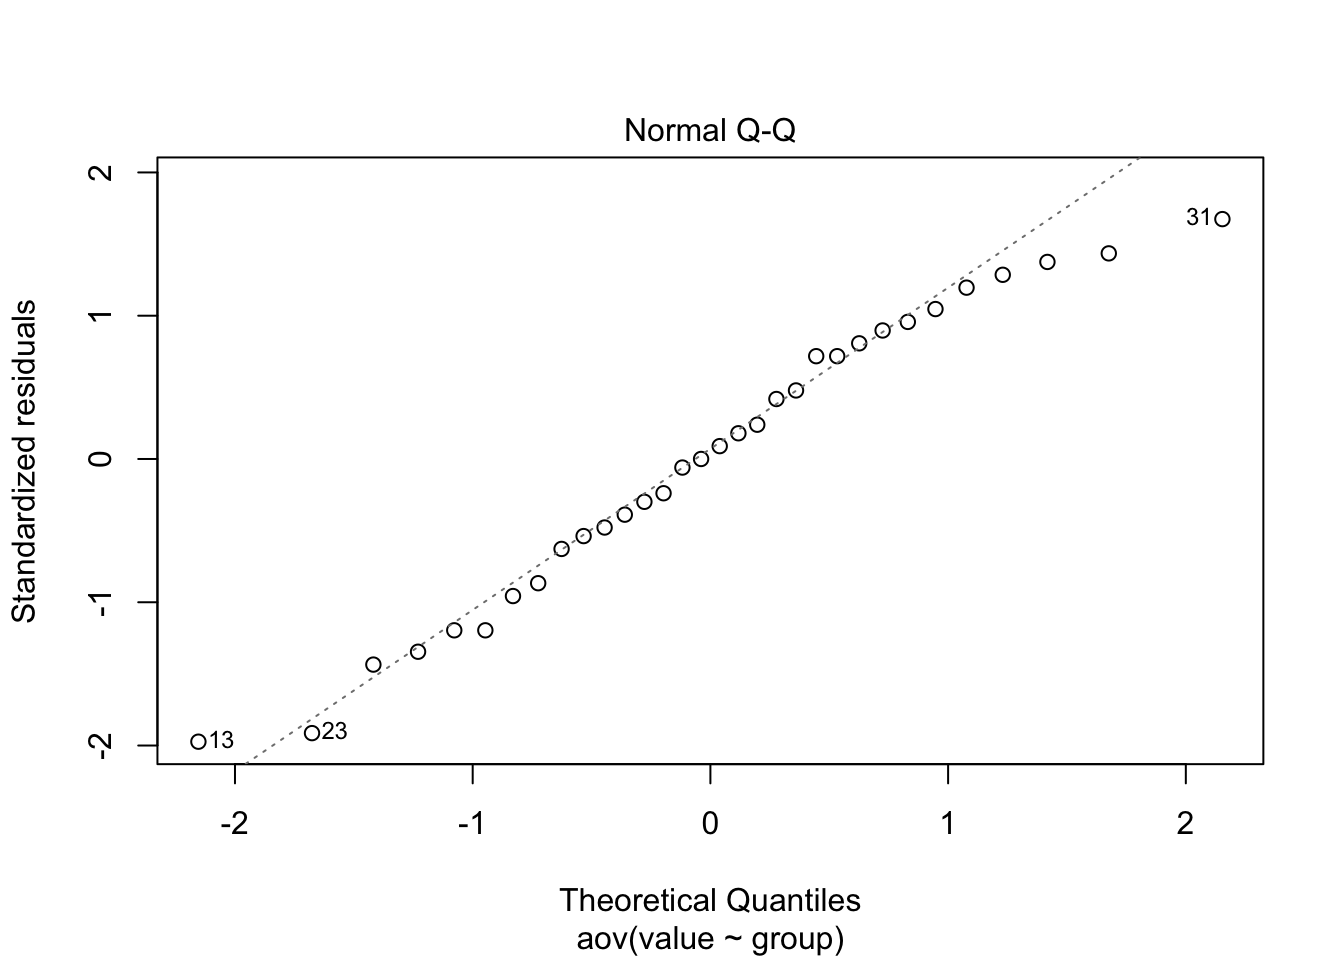 Normal Q-Q
Standardized residuals
2
1
0
-1
-2
31
13
23
-2 -1 0 1 2
Theoretical Quantiles
aov(value ~ group)